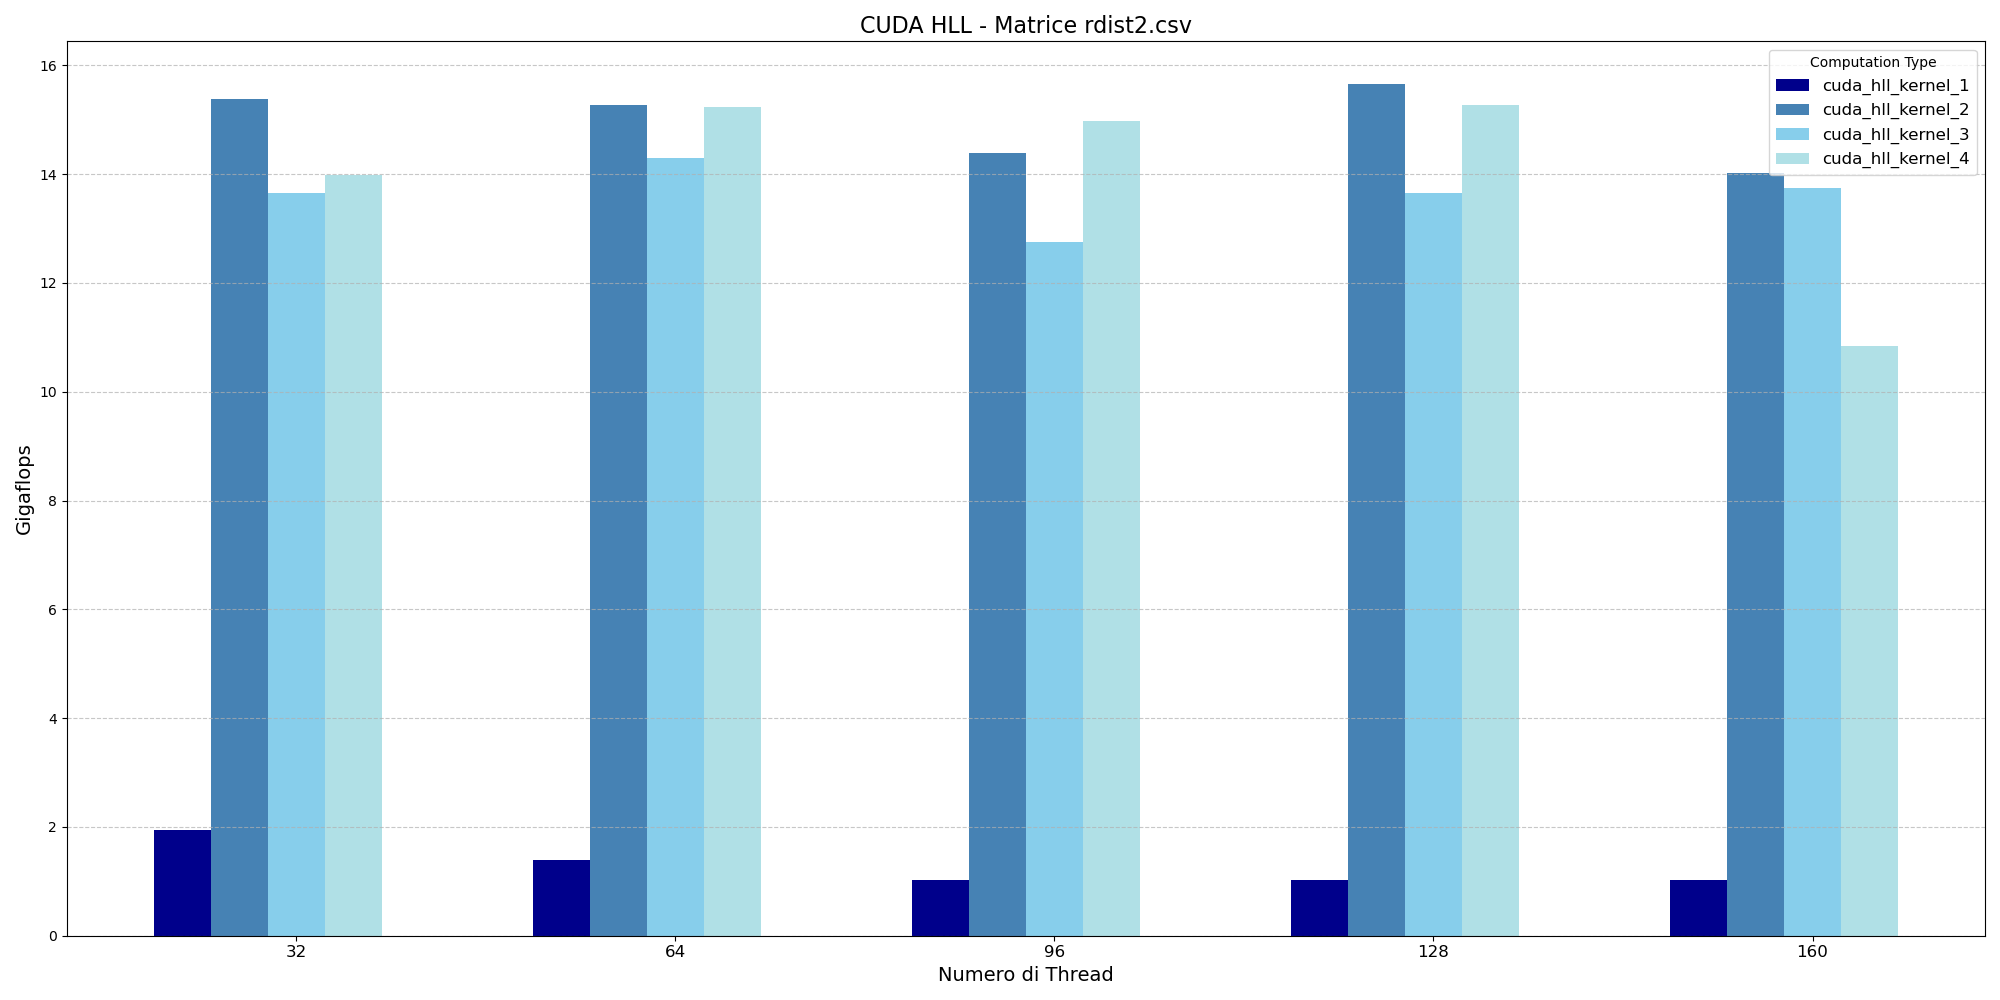 CUDA HLL - Matrice rdist2.csv
Computation Type
cuda_hll_kernel_1
cuda_hll_kernel_2
cuda_hll_kernel_3
cuda_hll_kernel_4
Gigaflops
16
14
12
10
8
6
4
2
0
32 64 96 128 160
Numero di Thread